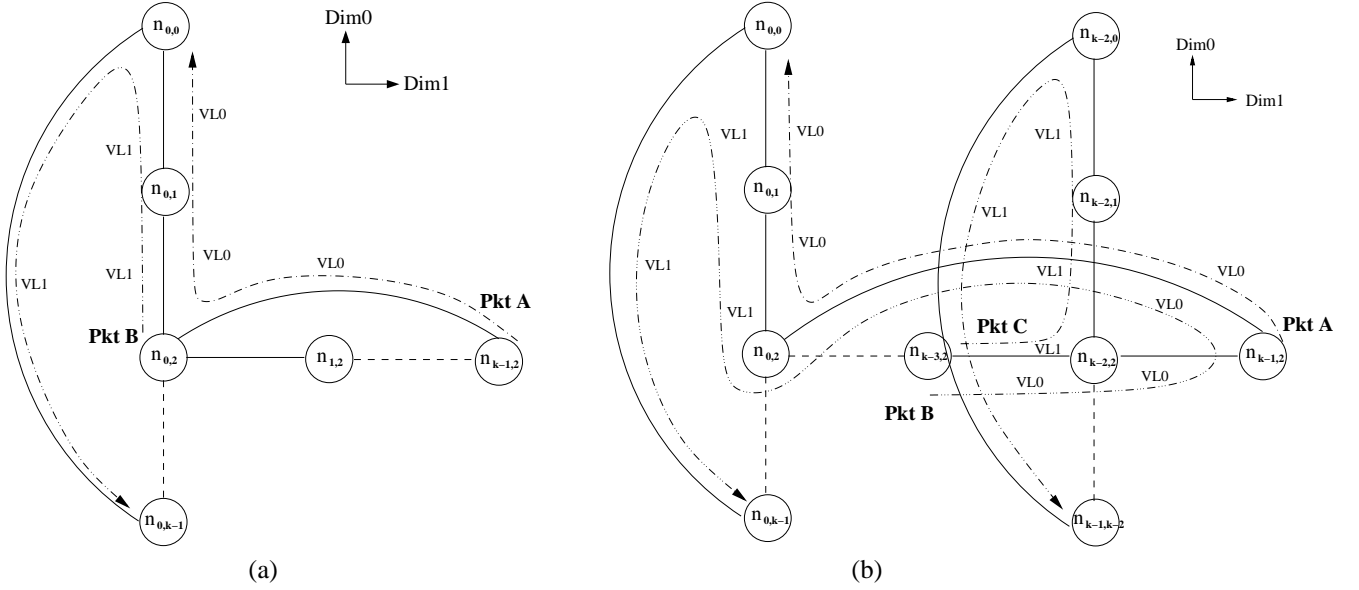 n0,0
Dim0
Dim1
VL0
VL1
n0,1
VL1
VL0
VL0
VL1
Pkt A
Pkt B
n0,2
n1,2
nk−1,2
n0,k−1
(a)
n0,0
nk−2,0
Dim0
Dim1
VL1
VL0
VL1
n0,1
nk−2,1
VL1
VL0
VL1
VL1
VL0
VL0
VL1
Pkt C
Pkt A
n0,2
nk−3,2
VL1
nk−2,2
nk−1,2
VL0
VL0
Pkt B
n0,k−1
nk−1,k−2
(b)